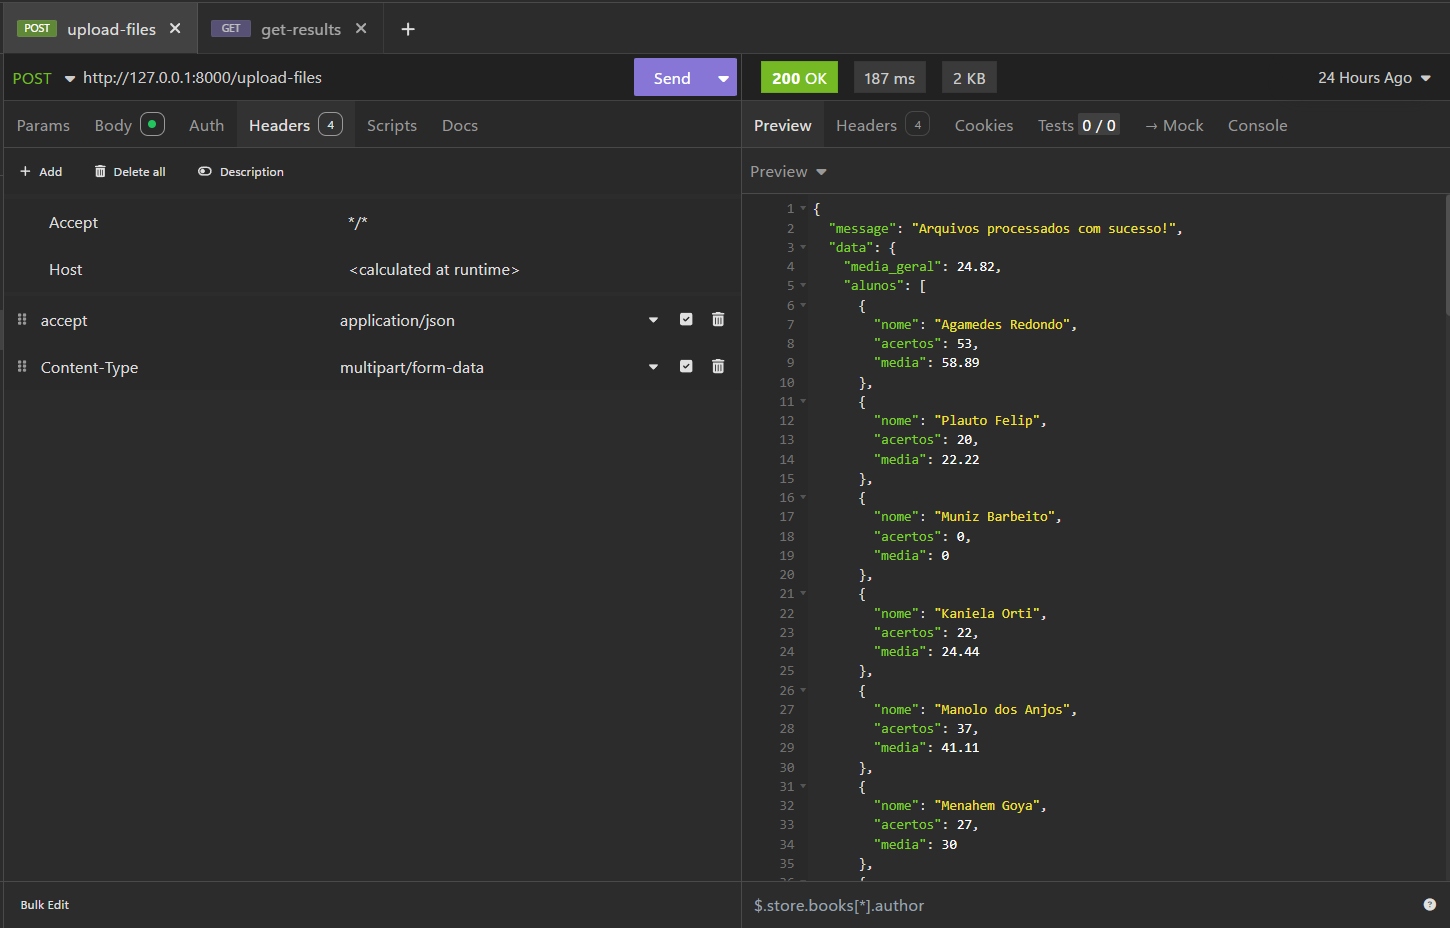 POST upload-files
GET get-results
POST http://127.0.0.1:8000/upload-files Send
200 OK 187 ms 2 KB 24 Hours Ago
Params Body Auth Headers 4 Scripts Docs
Preview Headers 4 Cookies Tests 0 / 0 → Mock Console
Add Delete all Description
Preview
Accept */*
Host <calculated at runtime>
accept application/json
Content-Type multipart/form-data
1 {
2 "message": "Arquivos processados com sucesso!",
3 "data": {
4 "media_geral": 24.82,
5 "alunos": [
6 {
7 "nome": "Agamedes Redondo",
8 "acertos": 53,
9 "media": 58.89
10 },
11 {
12 "nome": "Plauto Felip",
13 "acertos": 20,
14 "media": 22.22
15 },
16 {
17 "nome": "Muniz Barbeito",
18 "acertos": 0,
19 "media": 0
20 },
21 {
22 "nome": "Kaniela Orti",
23 "acertos": 22,
24 "media": 24.44
25 },
26 {
27 "nome": "Manolo dos Anjos",
28 "acertos": 37,
29 "media": 41.11
30 },
31 {
32 "nome": "Menahem Goya",
33 "acertos": 27,
34 "media": 30
35 },
36 {
Bulk Edit
$.store.books[*].author